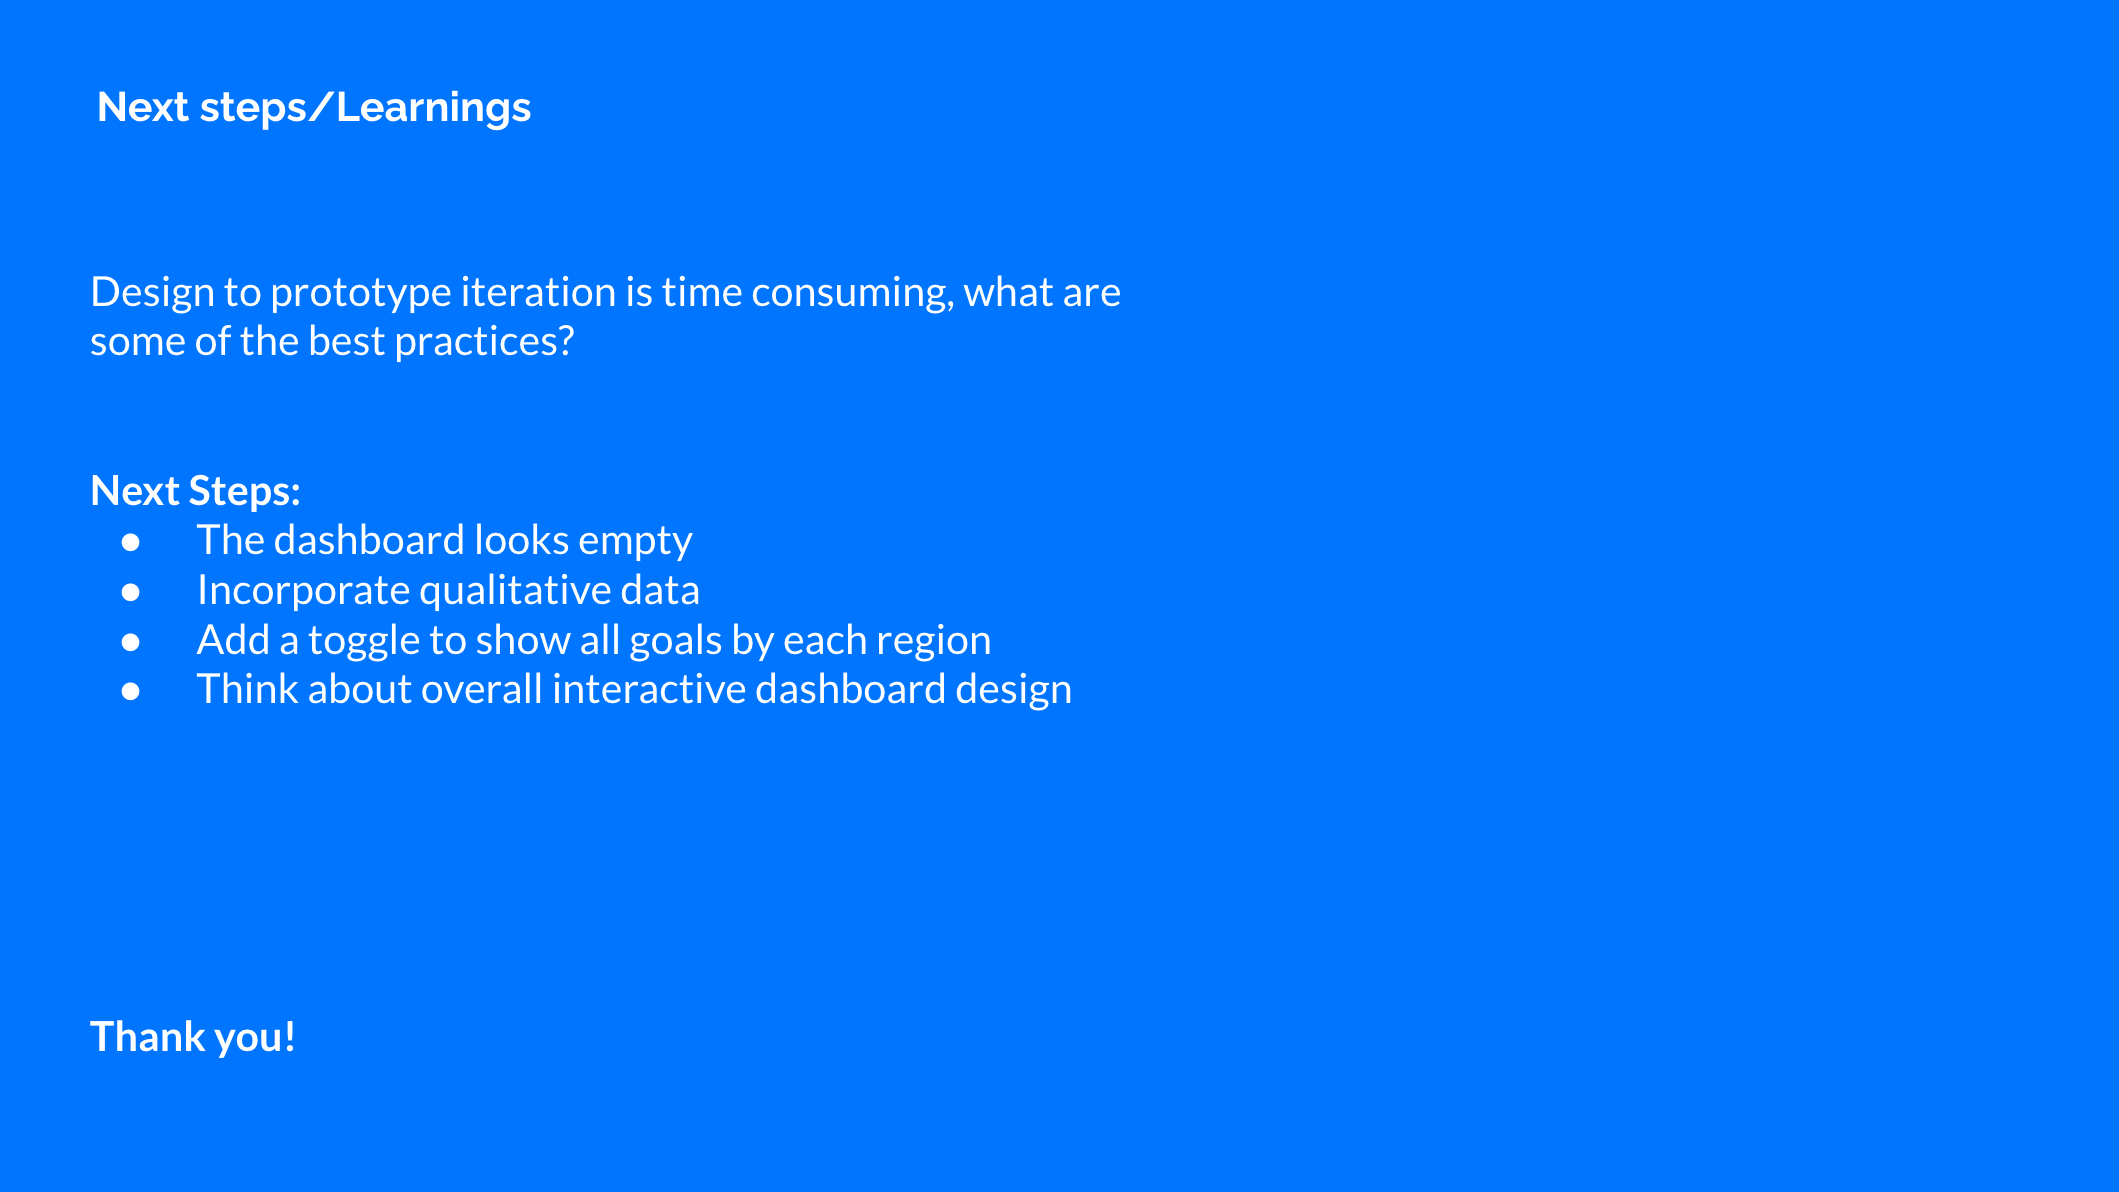 Next steps/Learnings
Design to prototype iteration is time consuming, what are
some of the best practices?
Next Steps:
● The dashboard looks empty
● Incorporate qualitative data
● Add a toggle to show all goals by each region
● Think about overall interactive dashboard design
Thank you!